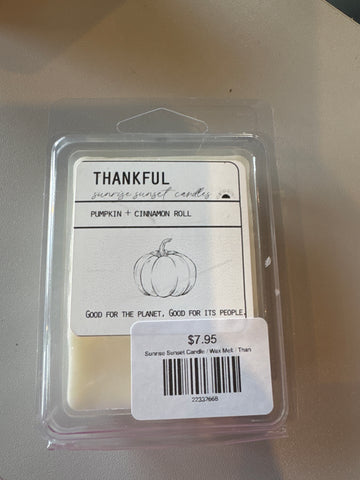 THANKFUL
sunrise sunset candles
PUMPKIN + CINNAMON ROLL
GOOD FOR THE PLANET, GOOD FOR ITS PEOPLE.
$7.95
Sunrise Sunset Candle / Wax Melt - Than
22337668